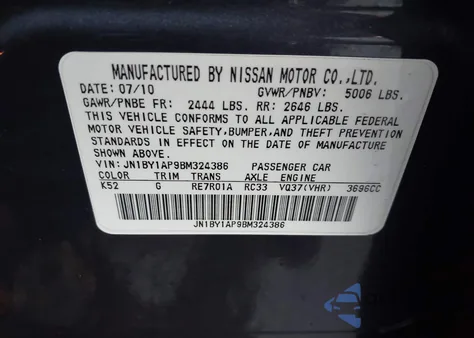 MANUFACTURED BY NISSAN MOTOR CO.,LTD.
DATE: 07/10 GVWR/PNBV: 5006 LBS.
GAWR/PNBE FR: 2444 LBS. RR: 2646 LBS.
THIS VEHICLE CONFORMS TO ALL APPLICABLE FEDERAL
MOTOR VEHICLE SAFETY, BUMPER, AND THEFT PREVENTION
STANDARDS IN EFFECT ON THE DATE OF MANUFACTURE
SHOWN ABOVE.
VIN: JN1BY1AP9BM324386 PASSENGER CAR
COLOR TRIM TRANS AXLE ENGINE
K52 G RE7R01A RC33 VQ37(VHR) 3696CC
JN1BY1AP9BM324386